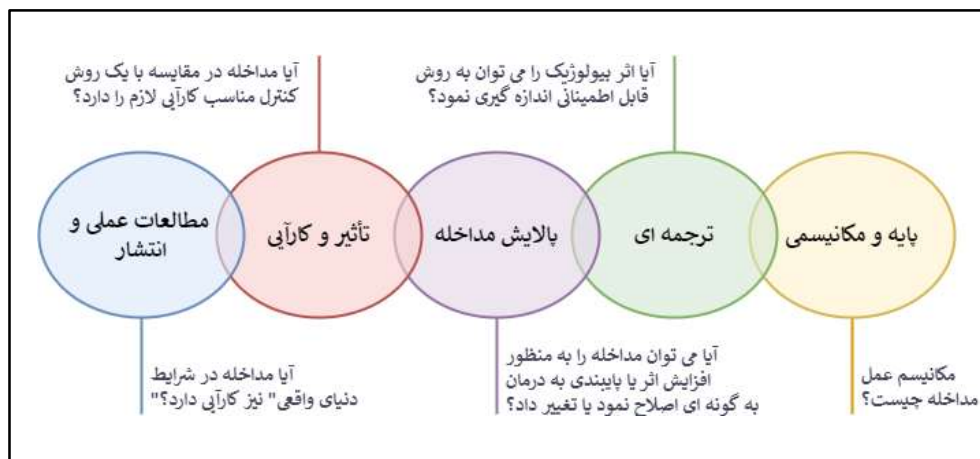 آیا اثر بیولوژیک را می توان به روش
قابل اطمینانی اندازه گیری نمود؟
آیا مداخله در مقایسه با یک روش
کنترل مناسب کارآیی لازم را دارد؟
پایه و مکانیسمی
ترجمه ای
پالایش مداخله
تأثیر و کارآیی
مطالعات عملی و
انتشار
مکانیسم عمل
مداخله چیست؟
آیا می توان مداخله را به منظور
افزایش اثر یا پایبندی به درمان
به گونه ای اصلاح نمود یا تغییر داد؟
آیا مداخله در شرایط
دنیای واقعی" نیز کارآیی دارد؟"